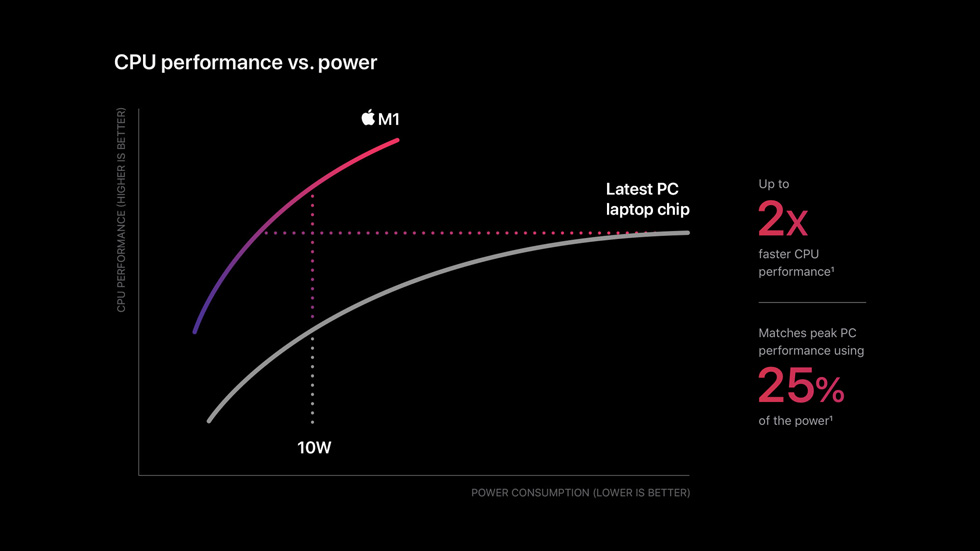 CPU performance vs. power
CPU PERFORMANCE (HIGHER IS BETTER)
M1
Latest PC
laptop chip
10W
POWER CONSUMPTION (LOWER IS BETTER)
Up to
2x
faster CPU
performance¹
Matches peak PC
performance using
25%
of the power¹